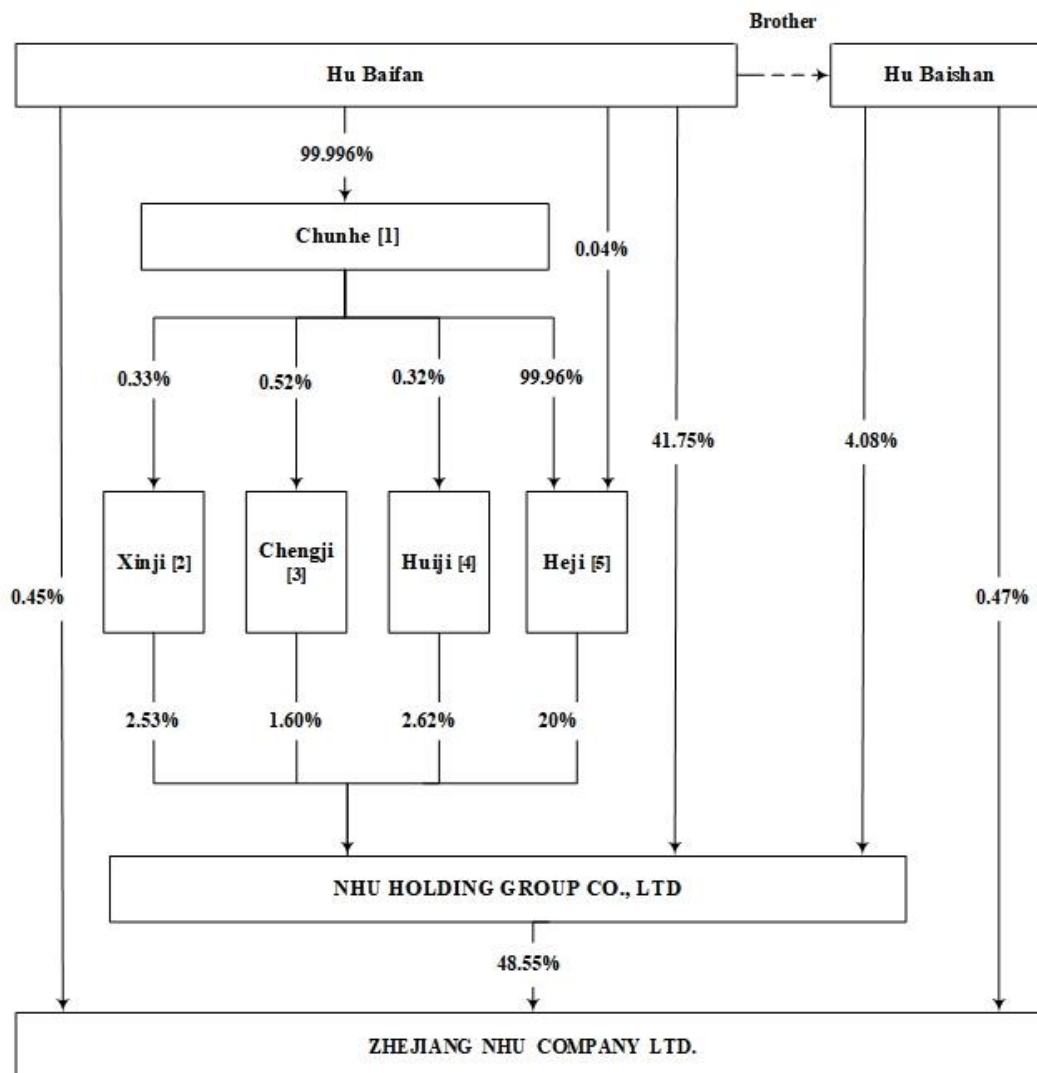 Brother
Hu Baifan
Hu Baishan
99.996%
Chunhe [1]
0.04%
0.33%
0.52%
0.32%
99.96%
41.75%
4.08%
Xinji [2]
Chengji
[3]
Huiji [4]
Heji [5]
0.45%
0.47%
2.53%
1.60%
2.62%
20%
NHU HOLDING GROUP CO., LTD
48.55%
ZHEJIANG NHU COMPANY LTD.